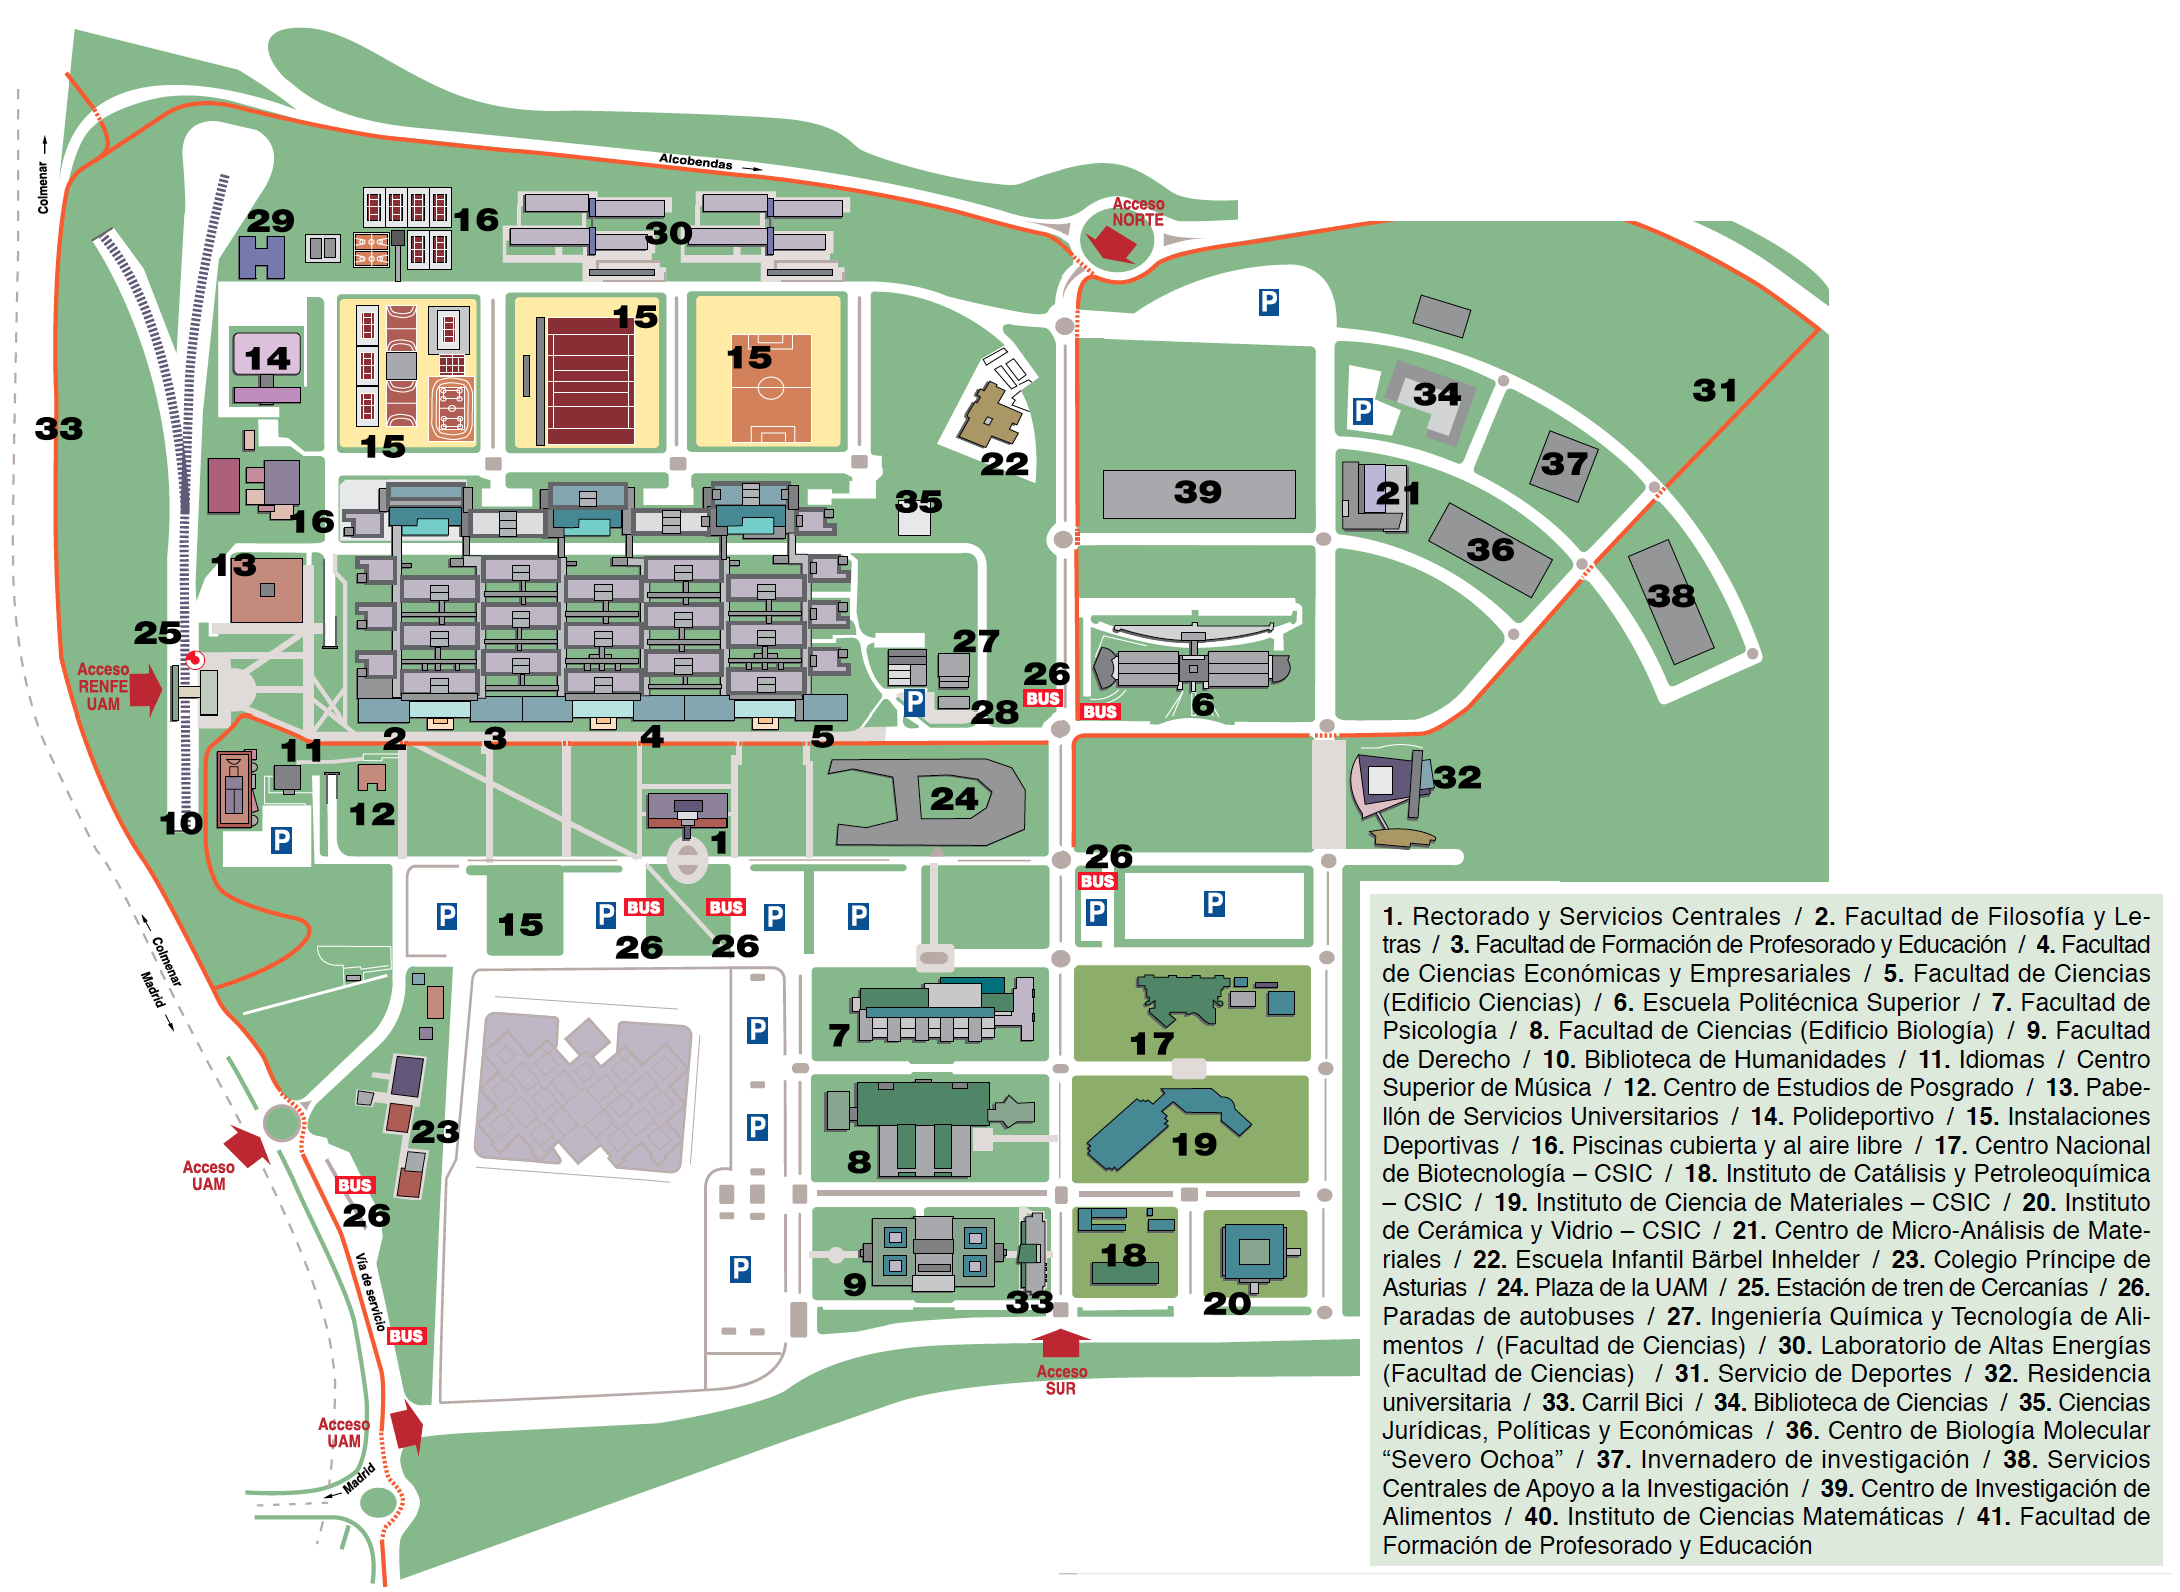 Colmenar
Alcobendas
Acceso
NORTE
29
16
30
P
15
14
15
34
31
33
P
15
22
37
39
21
35
16
36
13
38
25
27
26
Acceso
RENFE
UAM
BUS
P
28
BUS
6
2
3
4
5
11
32
24
10
12
P
1
26
BUS
P
15
P
BUS
BUS
P
P
P
P
26
26
Colmenar
Madrid
P
7
17
P
23
19
8
Acceso
UAM
BUS
26
Vía de servicio
P
9
33
18
20
BUS
Acceso
SUR
Acceso
UAM
Madrid
1. Rectorado y Servicios Centrales / 2. Facultad de Filosofía y Le-
tras / 3. Facultad de Formación de Profesorado y Educación / 4. Facultad
de Ciencias Económicas y Empresariales / 5. Facultad de Ciencias
(Edificio Ciencias) / 6. Escuela Politécnica Superior / 7. Facultad de
Psicología / 8. Facultad de Ciencias (Edificio Biología) / 9. Facultad
de Derecho / 10. Biblioteca de Humanidades / 11. Idiomas / Centro
Superior de Música / 12. Centro de Estudios de Posgrado / 13. Pabe-
llón de Servicios Universitarios / 14. Polideportivo / 15. Instalaciones
Deportivas / 16. Piscinas cubierta y al aire libre / 17. Centro Nacional
de Biotecnología – CSIC / 18. Instituto de Catálisis y Petroleoquímica
– CSIC / 19. Instituto de Ciencia de Materiales – CSIC / 20. Instituto
de Cerámica y Vidrio – CSIC / 21. Centro de Micro-Análisis de Mate-
riales / 22. Escuela Infantil Bärbel Inhelder / 23. Colegio Príncipe de
Asturias / 24. Plaza de la UAM / 25. Estación de tren de Cercanías / 26.
Paradas de autobuses / 27. Ingeniería Química y Tecnología de Ali-
mentos / (Facultad de Ciencias) / 30. Laboratorio de Altas Energías
(Facultad de Ciencias) / 31. Servicio de Deportes / 32. Residencia
universitaria / 33. Carril Bici / 34. Biblioteca de Ciencias / 35. Ciencias
Jurídicas, Políticas y Económicas / 36. Centro de Biología Molecular
“Severo Ochoa” / 37. Invernadero de investigación / 38. Servicios
Centrales de Apoyo a la Investigación / 39. Centro de Investigación de
Alimentos / 40. Instituto de Ciencias Matemáticas / 41. Facultad de
Formación de Profesorado y Educación